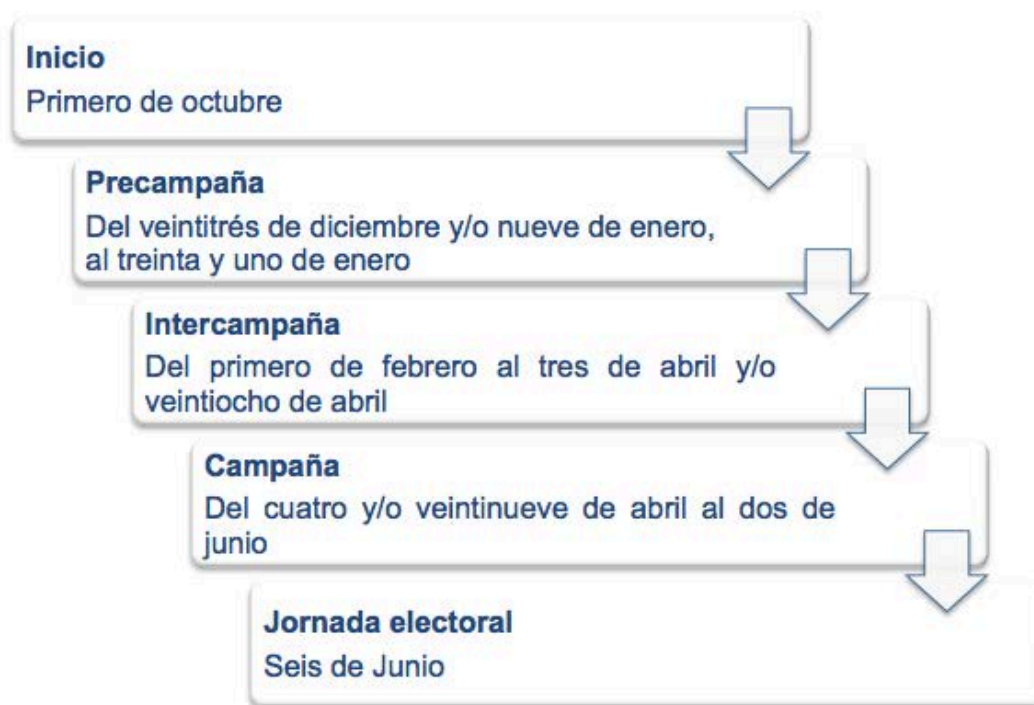 Inicio
Primero de octubre
Precampaña
Del veintitrés de diciembre y/o nueve de enero,
al treinta y uno de enero
Intercampaña
Del primero de febrero al tres de abril y/o
veintiocho de abril
Campaña
Del cuatro y/o veintinueve de abril al dos de
junio
Jornada electoral
Seis de Junio